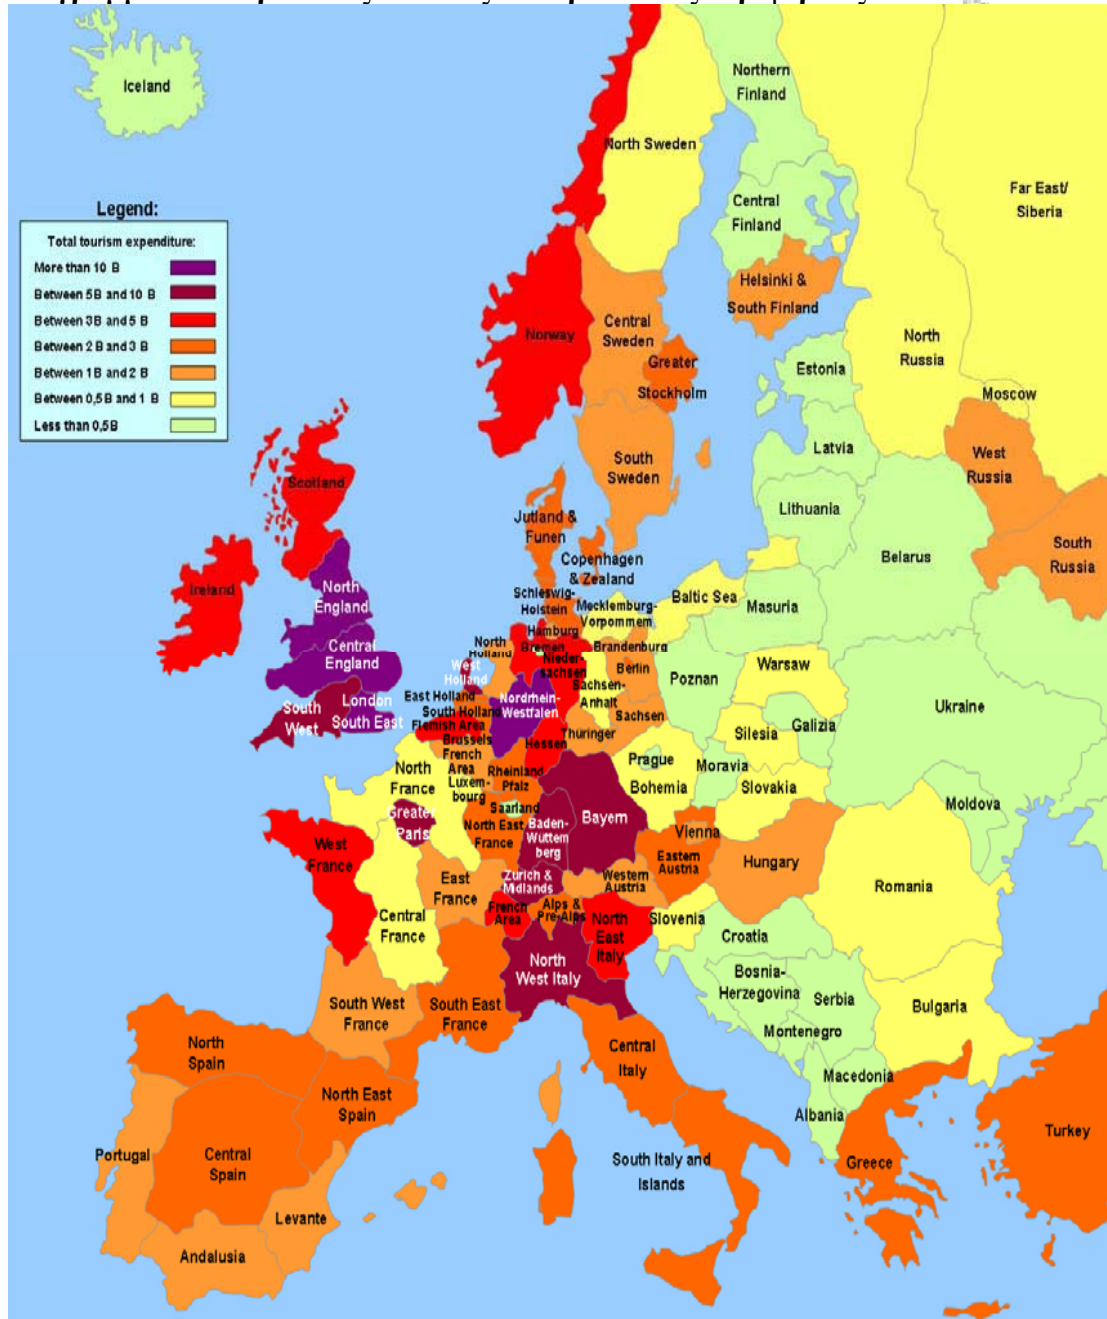 Iceland
Northern
Finland
North Sweden
Far East/
Siberia
Central
Finland
Legend:
Total tourism expenditure:
More than 10 B
Between 5B and 10 B
Between 3B and 5 B
Between 2 B and 3 B
Between 1B and 2 B
Between 0,5B and 1 B
Less than 0,5B
Helsinki &
South Finland
Norway
Central
Sweden
North
Russia
Greater
Stockholm
Estonia
Moscow
Latvia
West
Russia
South
Sweden
Scotland
Lithuania
Jutland &
Funen
Belarus
South
Russia
Copenhagen
& Zealand
Ireland
North
England
Schleswig-
Holstein
Mecklemburg-
Vorpommern
Baltic Sea
Masuria
Hamburg
Bremen
North
Holland
Brandenburg
Central
England
West
Holland
Nieder-
sachsen
Berlin
Warsaw
Poznan
Sachsen-
Anhalt
East Holland
Nordrhein-
Westfalen
London
South East
South
West
South Holland
Flemish Area
Sachsen
Ukraine
Silesia
Galizia
Thüringer
Brussels
Hessen
French
Area
Prague
Moravia
North
France
Rheinland
Pfalz
Luxem-
bourg
Bohemia
Slovakia
Saarland
Moldova
Greater
Paris
Bayern
North East
France
Baden-
Wuttem
berg
Vienna
West
France
Eastern
Austria
Hungary
Zurich &
Midlands
Western
Austria
East
France
Romania
French
Area
Alps &
Pre-Alps
North
East
Italy
Slovenia
Central
France
Croatia
North
West Italy
Bosnia-
Herzegovina
Serbia
Bulgaria
South West
France
South East
France
Montenegro
North
Spain
Central
Italy
Macedonia
North East
Spain
Albania
Turkey
Portugal
Central
Spain
South Italy and
Islands
Greece
Levante
Andalusia